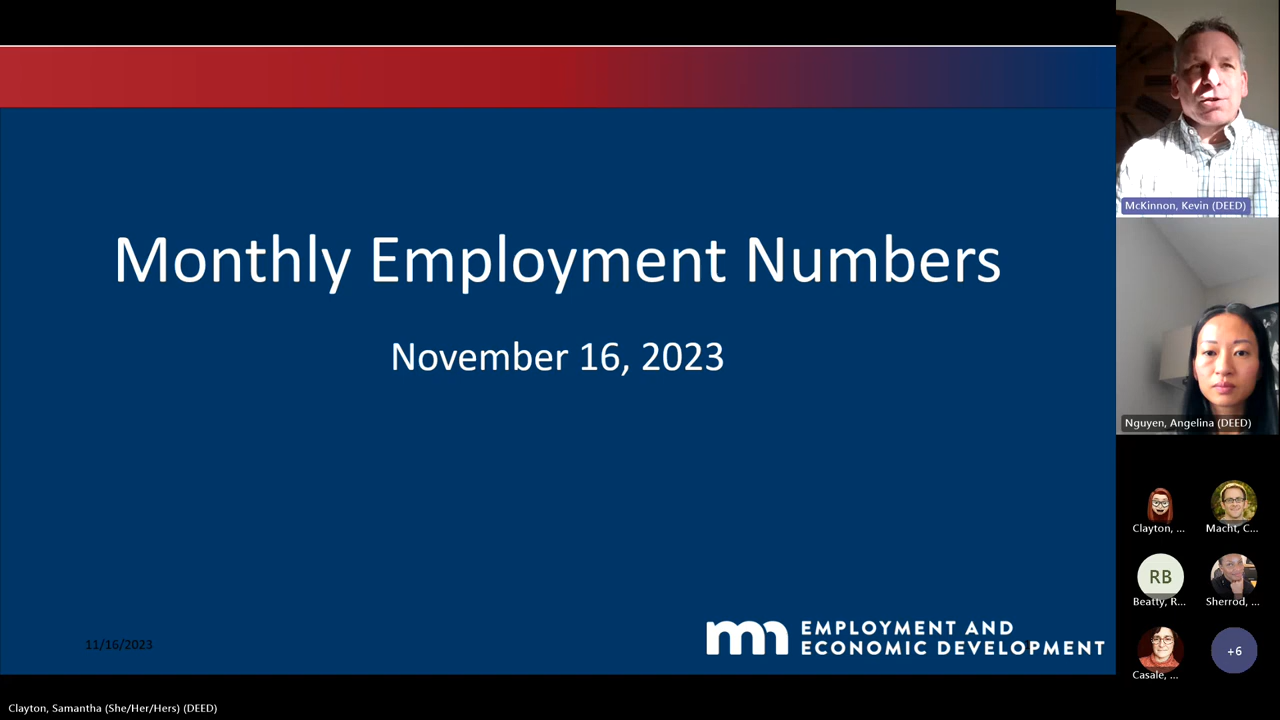 Monthly Employment Numbers
November 16, 2023
11/16/2023
mn EMPLOYMENT AND
ECONOMIC DEVELOPMENT
Clayton, Samantha (She/Her/Hers) (DEED)
McKinnon, Kevin (DEED)
Nguyen, Angelina (DEED)
Clayton, ...
Macht, C...
RB
Beatty, R...
Sherrod, ...
Casale, ...
+6